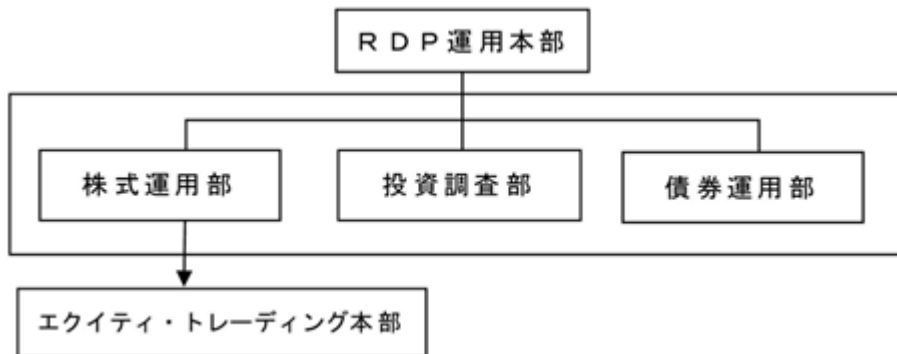 ＲＤＰ運用本部
株式運用部
投資調査部
債券運用部
エクイティ・トレーディング本部